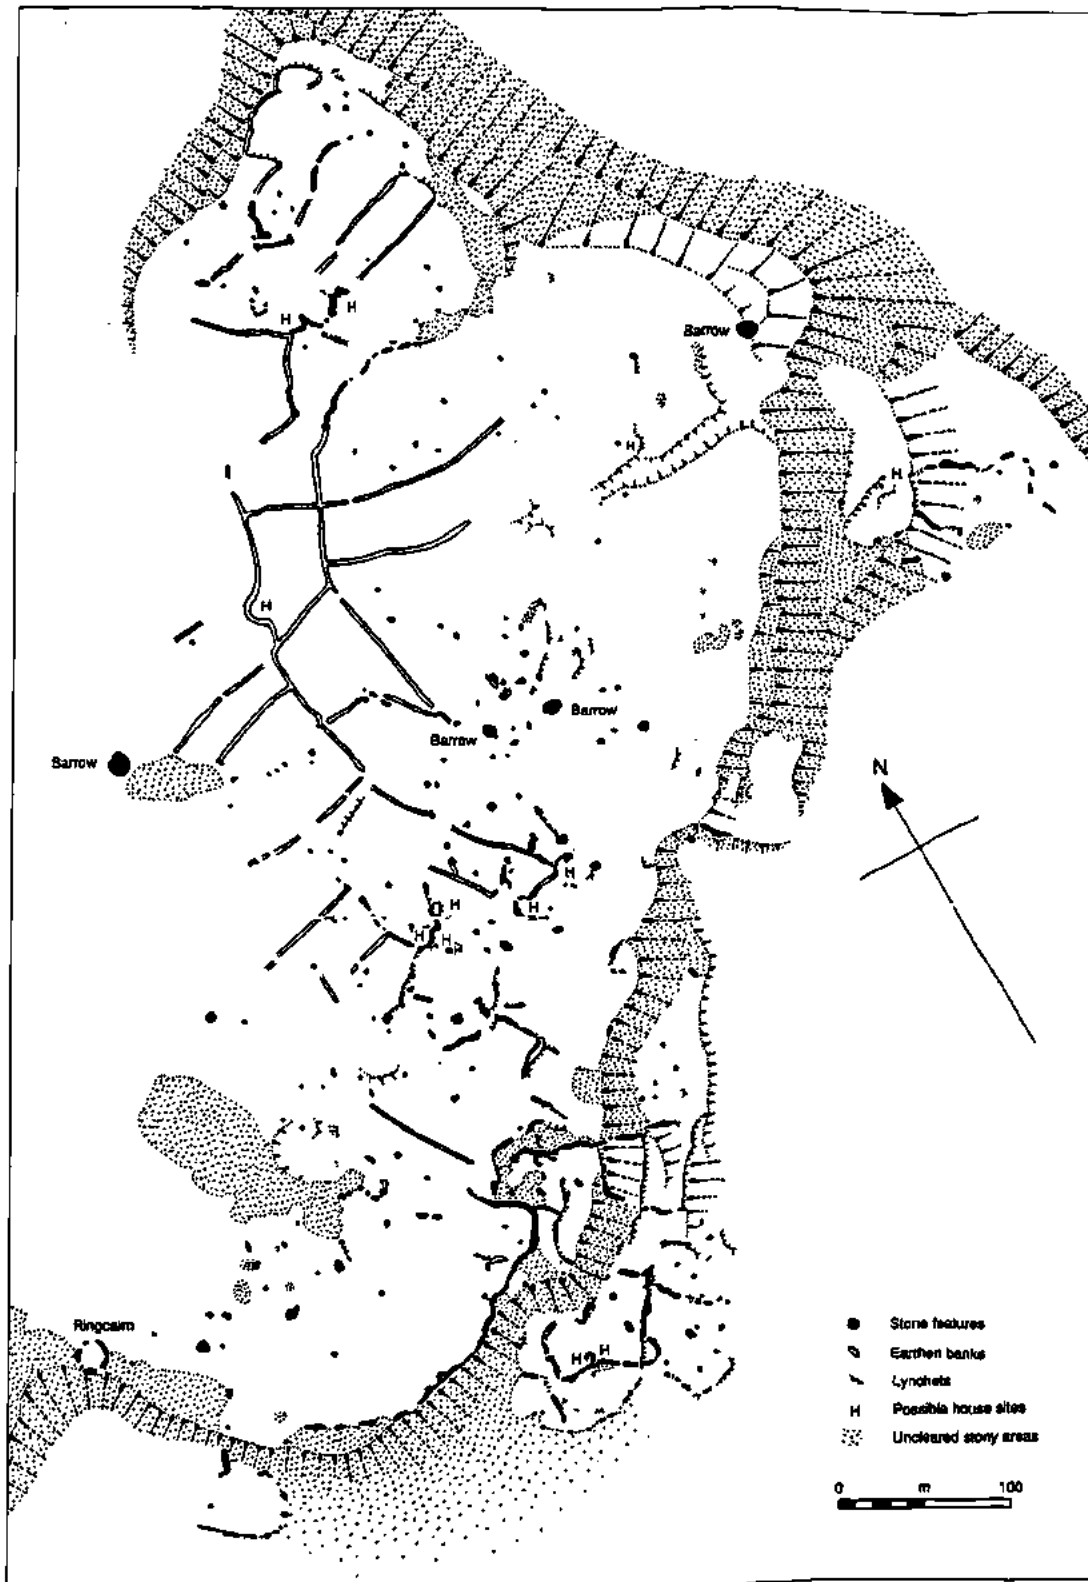 H
H
Barrow
H
H
H
Barrow
Barrow
Barrow
N
H
H
H
H
H
Ringcairn
H
H
Stone features
Earthen banks
Lynchets
H Possible house sites
Uncleared stony areas
0 m 100